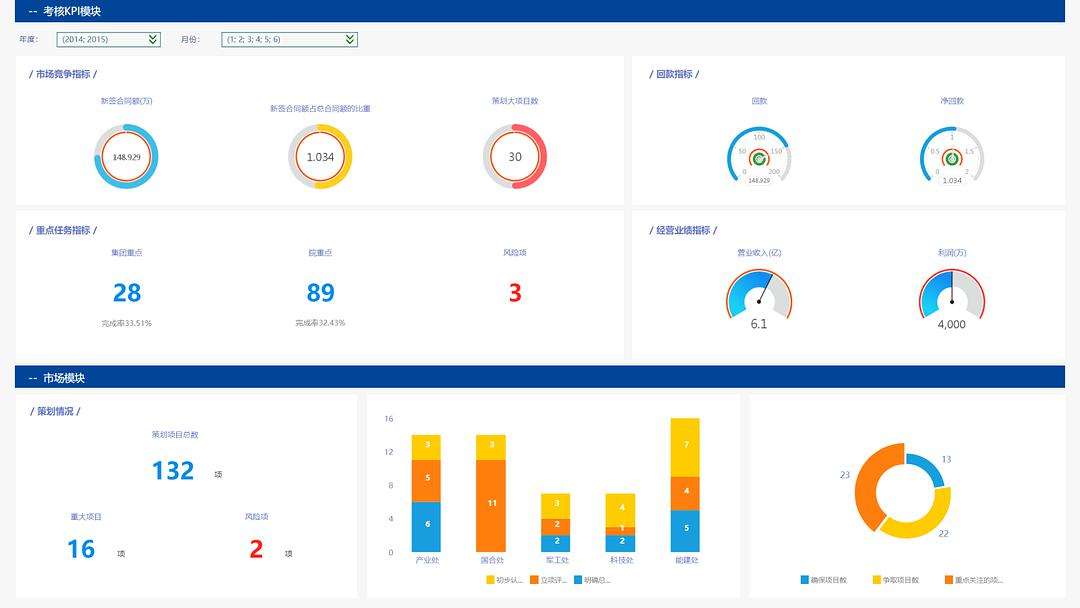 -- 考核KPI模块
年度: (2014; 2015) 月份: (1; 2; 3; 4; 5; 6)
/ 市场竞争指标 /
新签合同额(万)
新签合同额占总合同额的比重
策划大项目数
148.929
1.034
30
/ 回款指标 /
回款
净回款
0 50 100 150 200
148.929
0 0.5 1 1.5 2
1.034
/ 重点任务指标 /
集团重点
院重点
风险项
28
89
3
完成率33.51%
完成率32.43%
/ 经营业绩指标 /
营业收入(亿)
利润(万)
6.1
4,000
-- 市场模块
/ 策划情况 /
策划项目总数
132 项
重大项目
风险项
16 项
2 项
16
12
8
4
0
3
5
6
3
11
3
2
2
4
1
2
7
4
5
产业处 国合处 军工处 科技处 能建处
初步认... 立项评... 明确总...
13
23
22
确保项目数 争取项目数 重点关注的项...